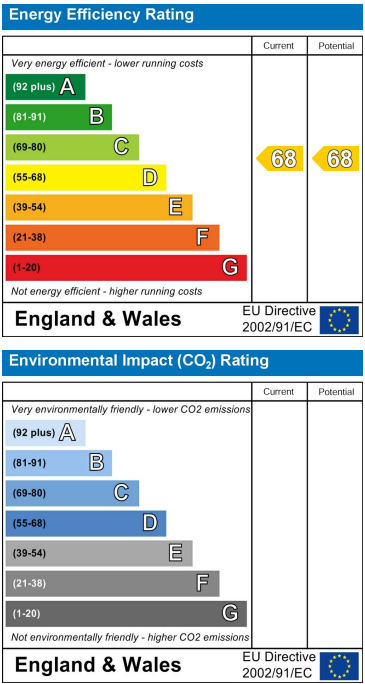 Energy Efficiency Rating
Current Potential
Very energy efficient - lower running costs
(92 plus) A
(81-91) B
(69-80) C
68 68
(55-68) D
(39-54) E
(21-38) F
(1-20) G
Not energy efficient - higher running costs
England & Wales
EU Directive
2002/91/EC
Environmental Impact (CO₂) Rating
Current Potential
Very environmentally friendly - lower CO2 emissions
(92 plus) A
(81-91) B
(69-80) C
(55-68) D
(39-54) E
(21-38) F
(1-20) G
Not environmentally friendly - higher CO2 emissions
England & Wales
EU Directive
2002/91/EC